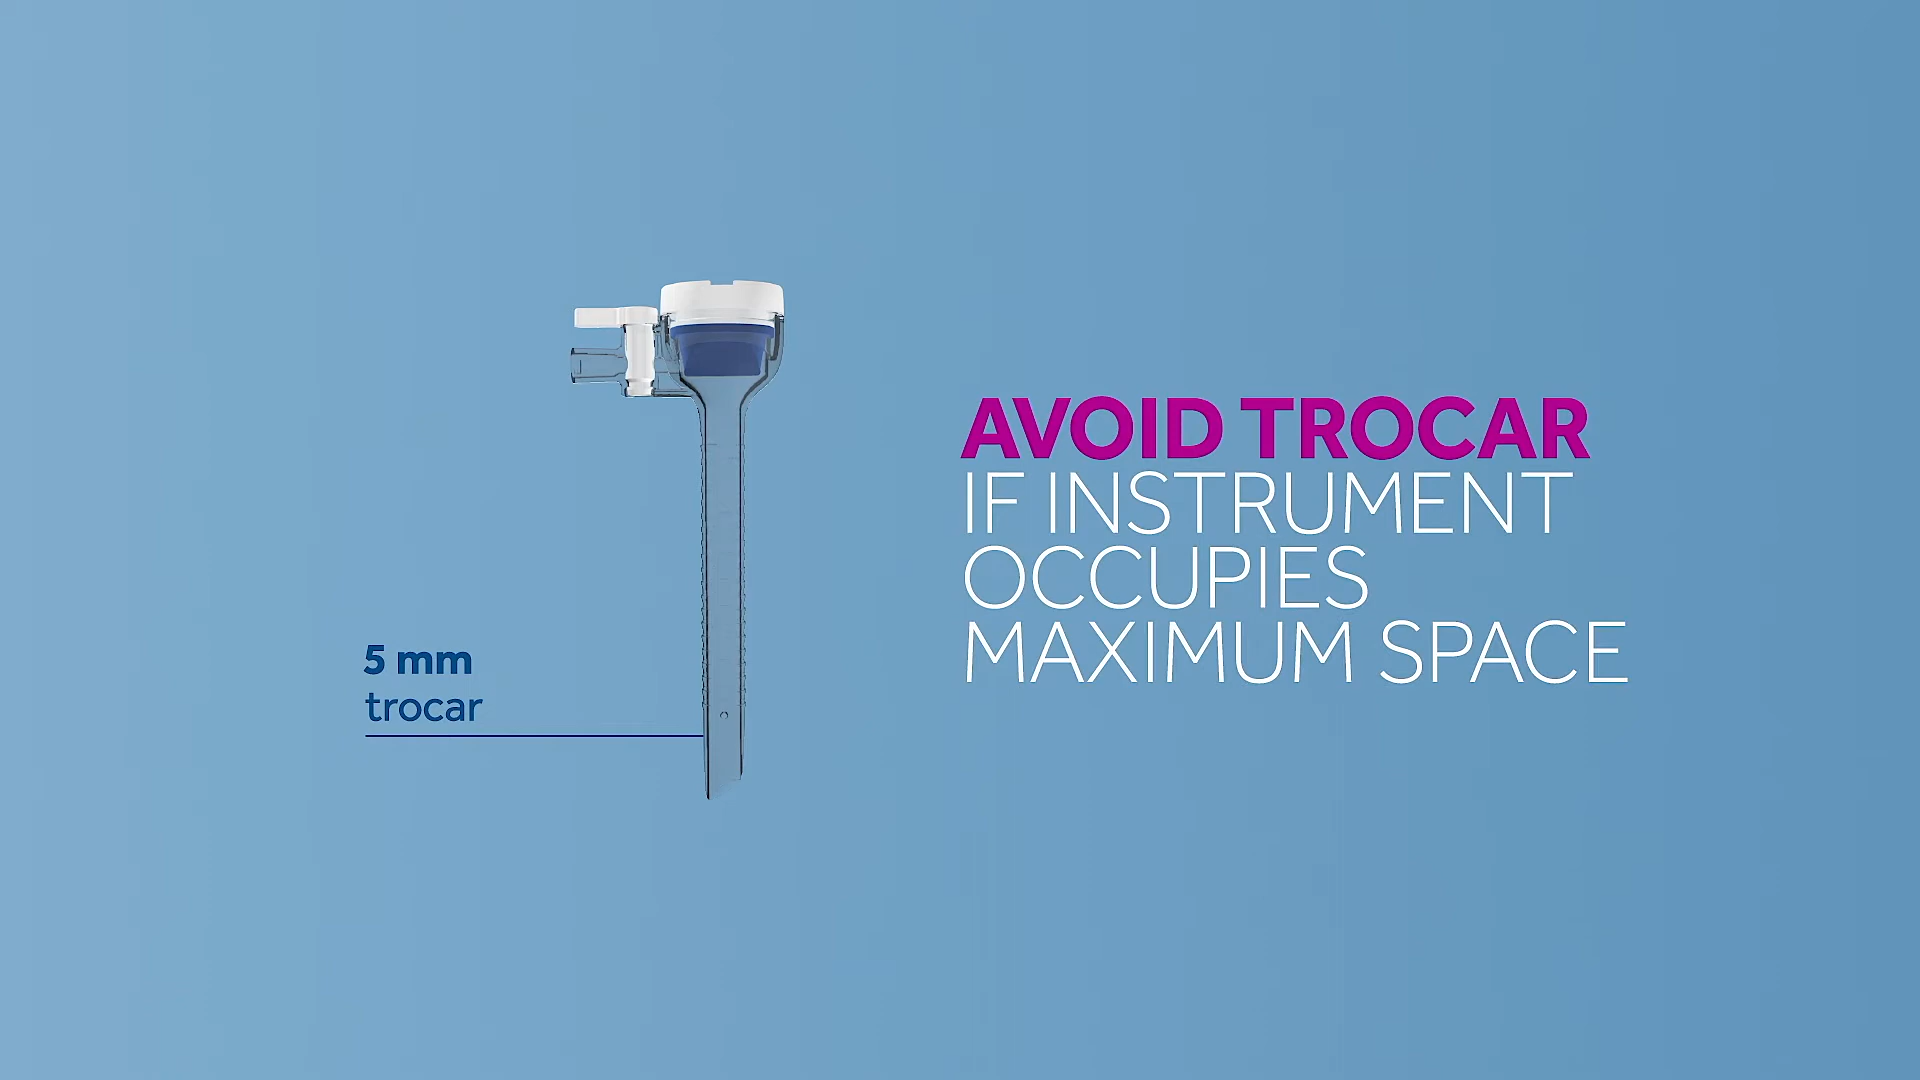 AVOID TROCAR
IF INSTRUMENT
OCCUPIES
MAXIMUM SPACE
5 mm
trocar